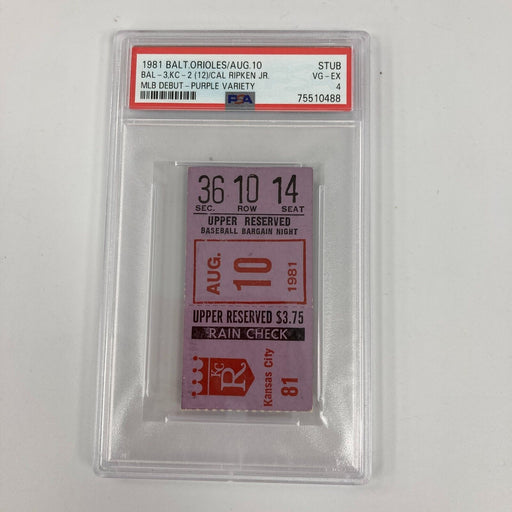 1981 BALT.ORIOLES/AUG.10 STUB
BAL-3,KC-2 (12)/CAL RIPKEN JR. VG-EX
MLB DEBUT-PURPLE VARIETY 4
PSA 75510488
36 10 14
SEC. ROW SEAT
UPPER RESERVED
BASEBALL BARGAIN NIGHT
AUG. 10 1981
UPPER RESERVED $3.75
RAIN CHECK
KC
R
Kansas City
81